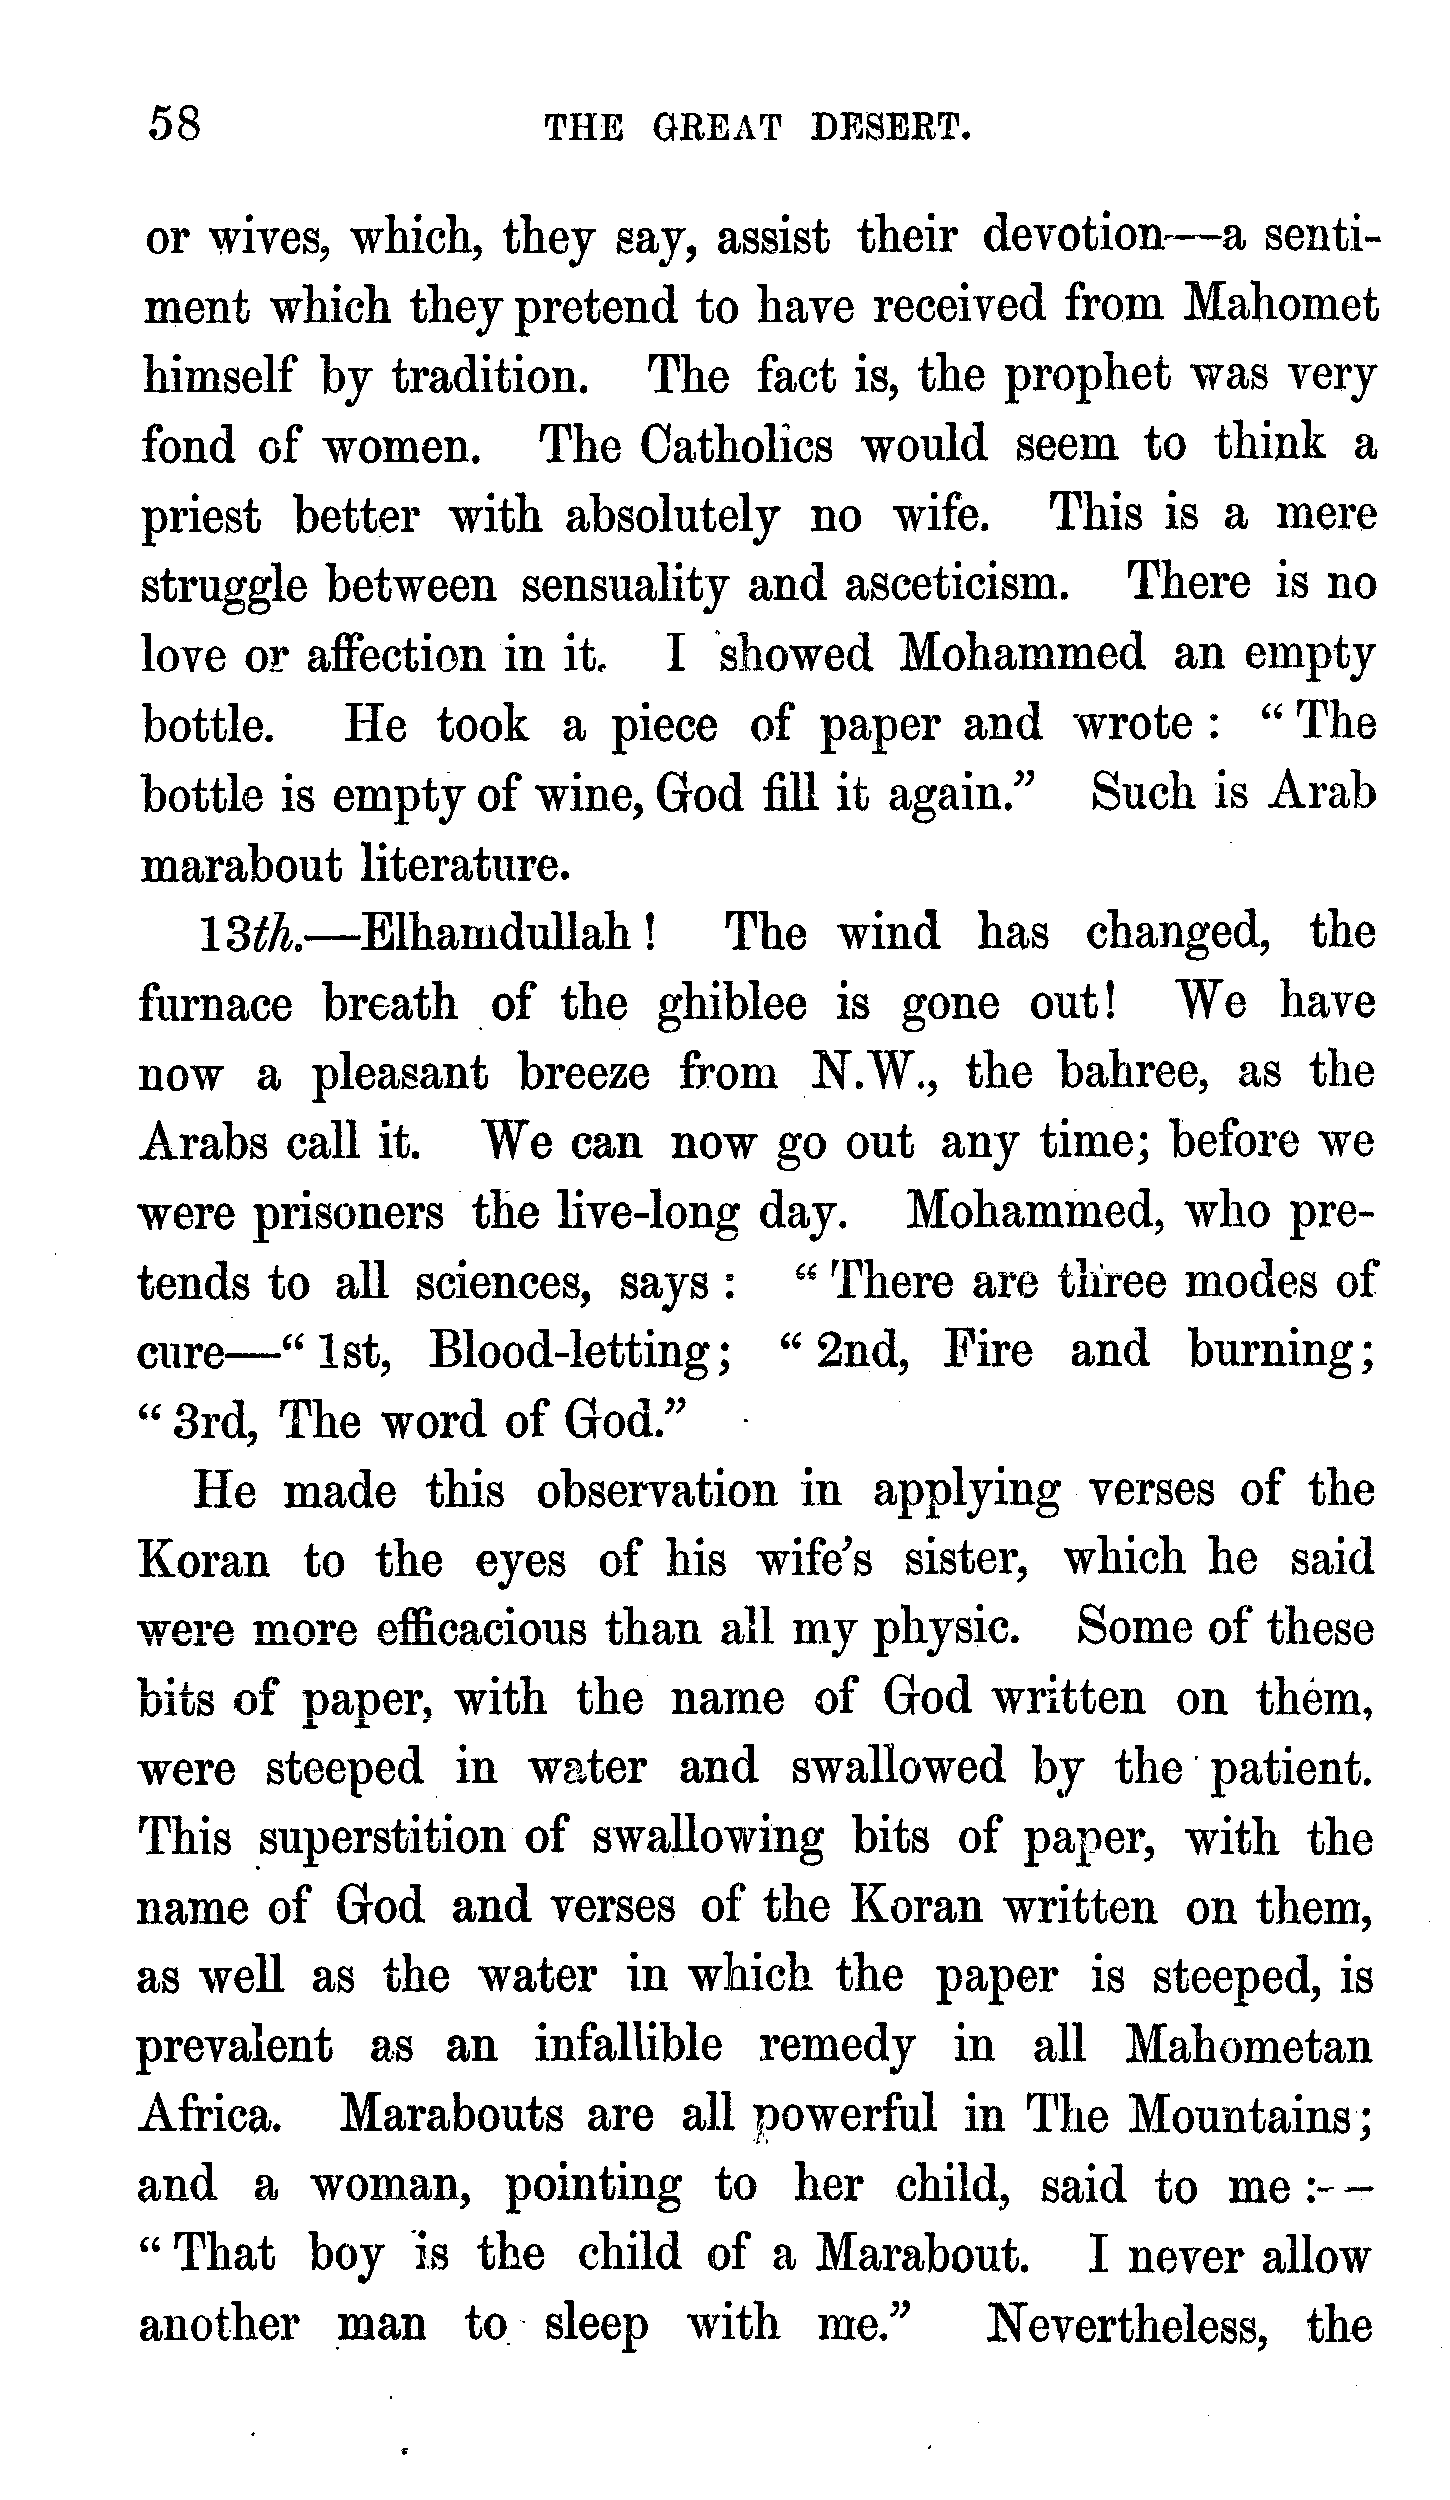 58 THE GREAT DESERT.
or wives, which, they say, assist their devotion—a senti-
ment which they pretend to have received from Mahomet
himself by tradition. The fact is, the prophet was very
fond of women. The Catholics would seem to think a
priest better with absolutely no wife. This is a mere
struggle between sensuality and asceticism. There is no
love or affection in it. I showed Mohammed an empty
bottle. He took a piece of paper and wrote : “ The
bottle is empty of wine, God fill it again.” Such is Arab
marabout literature.
13th.—Elhamdullah ! The wind has changed, the
furnace breath of the ghiblee is gone out! We have
now a pleasant breeze from N.W., the bahree, as the
Arabs call it. We can now go out any time; before we
were prisoners the live-long day. Mohammed, who pre-
tends to all sciences, says : “ There are three modes of
cure—“ 1st, Blood-letting; “ 2nd, Fire and burning;
“ 3rd, The word of God.”
He made this observation in applying verses of the
Koran to the eyes of his wife’s sister, which he said
were more efficacious than all my physic. Some of these
bits of paper, with the name of God written on them,
were steeped in water and swallowed by the patient.
This superstition of swallowing bits of paper, with the
name of God and verses of the Koran written on them,
as well as the water in which the paper is steeped, is
prevalent as an infallible remedy in all Mahometan
Africa. Marabouts are all powerful in The Mountains;
and a woman, pointing to her child, said to me :--
“ That boy is the child of a Marabout. I never allow
another man to sleep with me.” Nevertheless, the